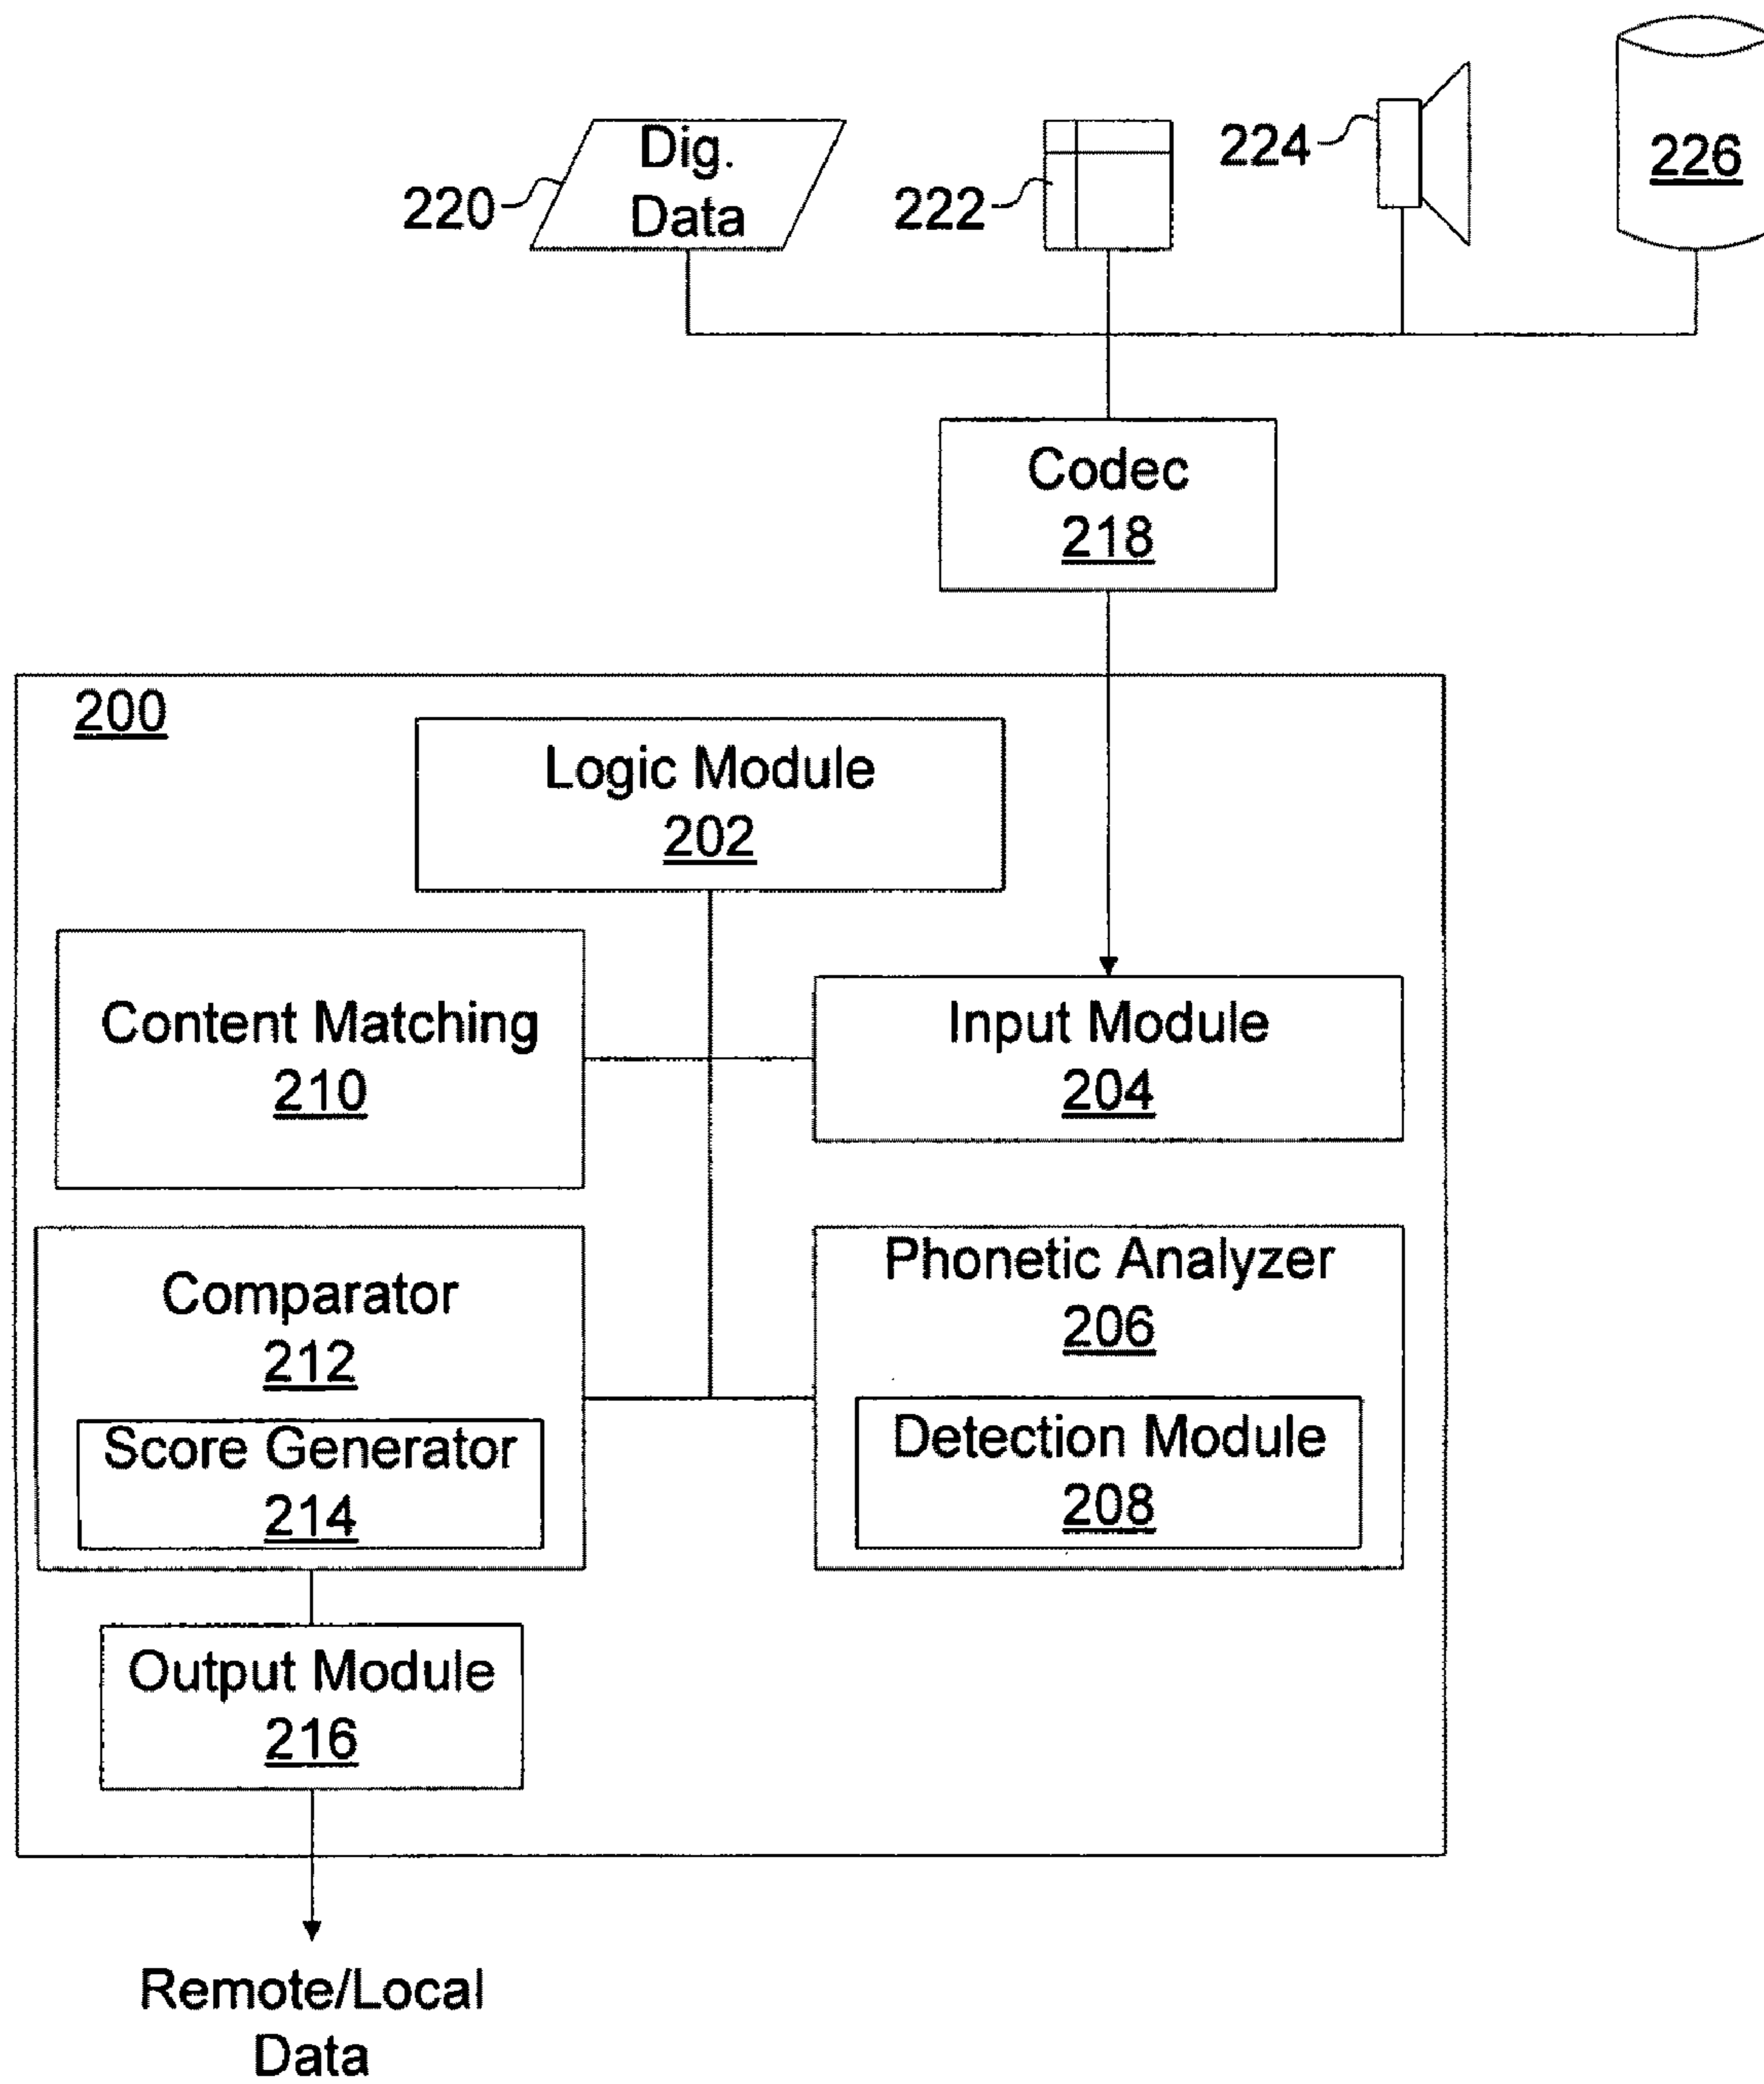 Dig.
Data
220
222
224
226
Codec
218
200
Logic Module
202
Content Matching
210
Input Module
204
Comparator
212
Score Generator
214
Phonetic Analyzer
206
Detection Module
208
Output Module
216
Remote/Local
Data